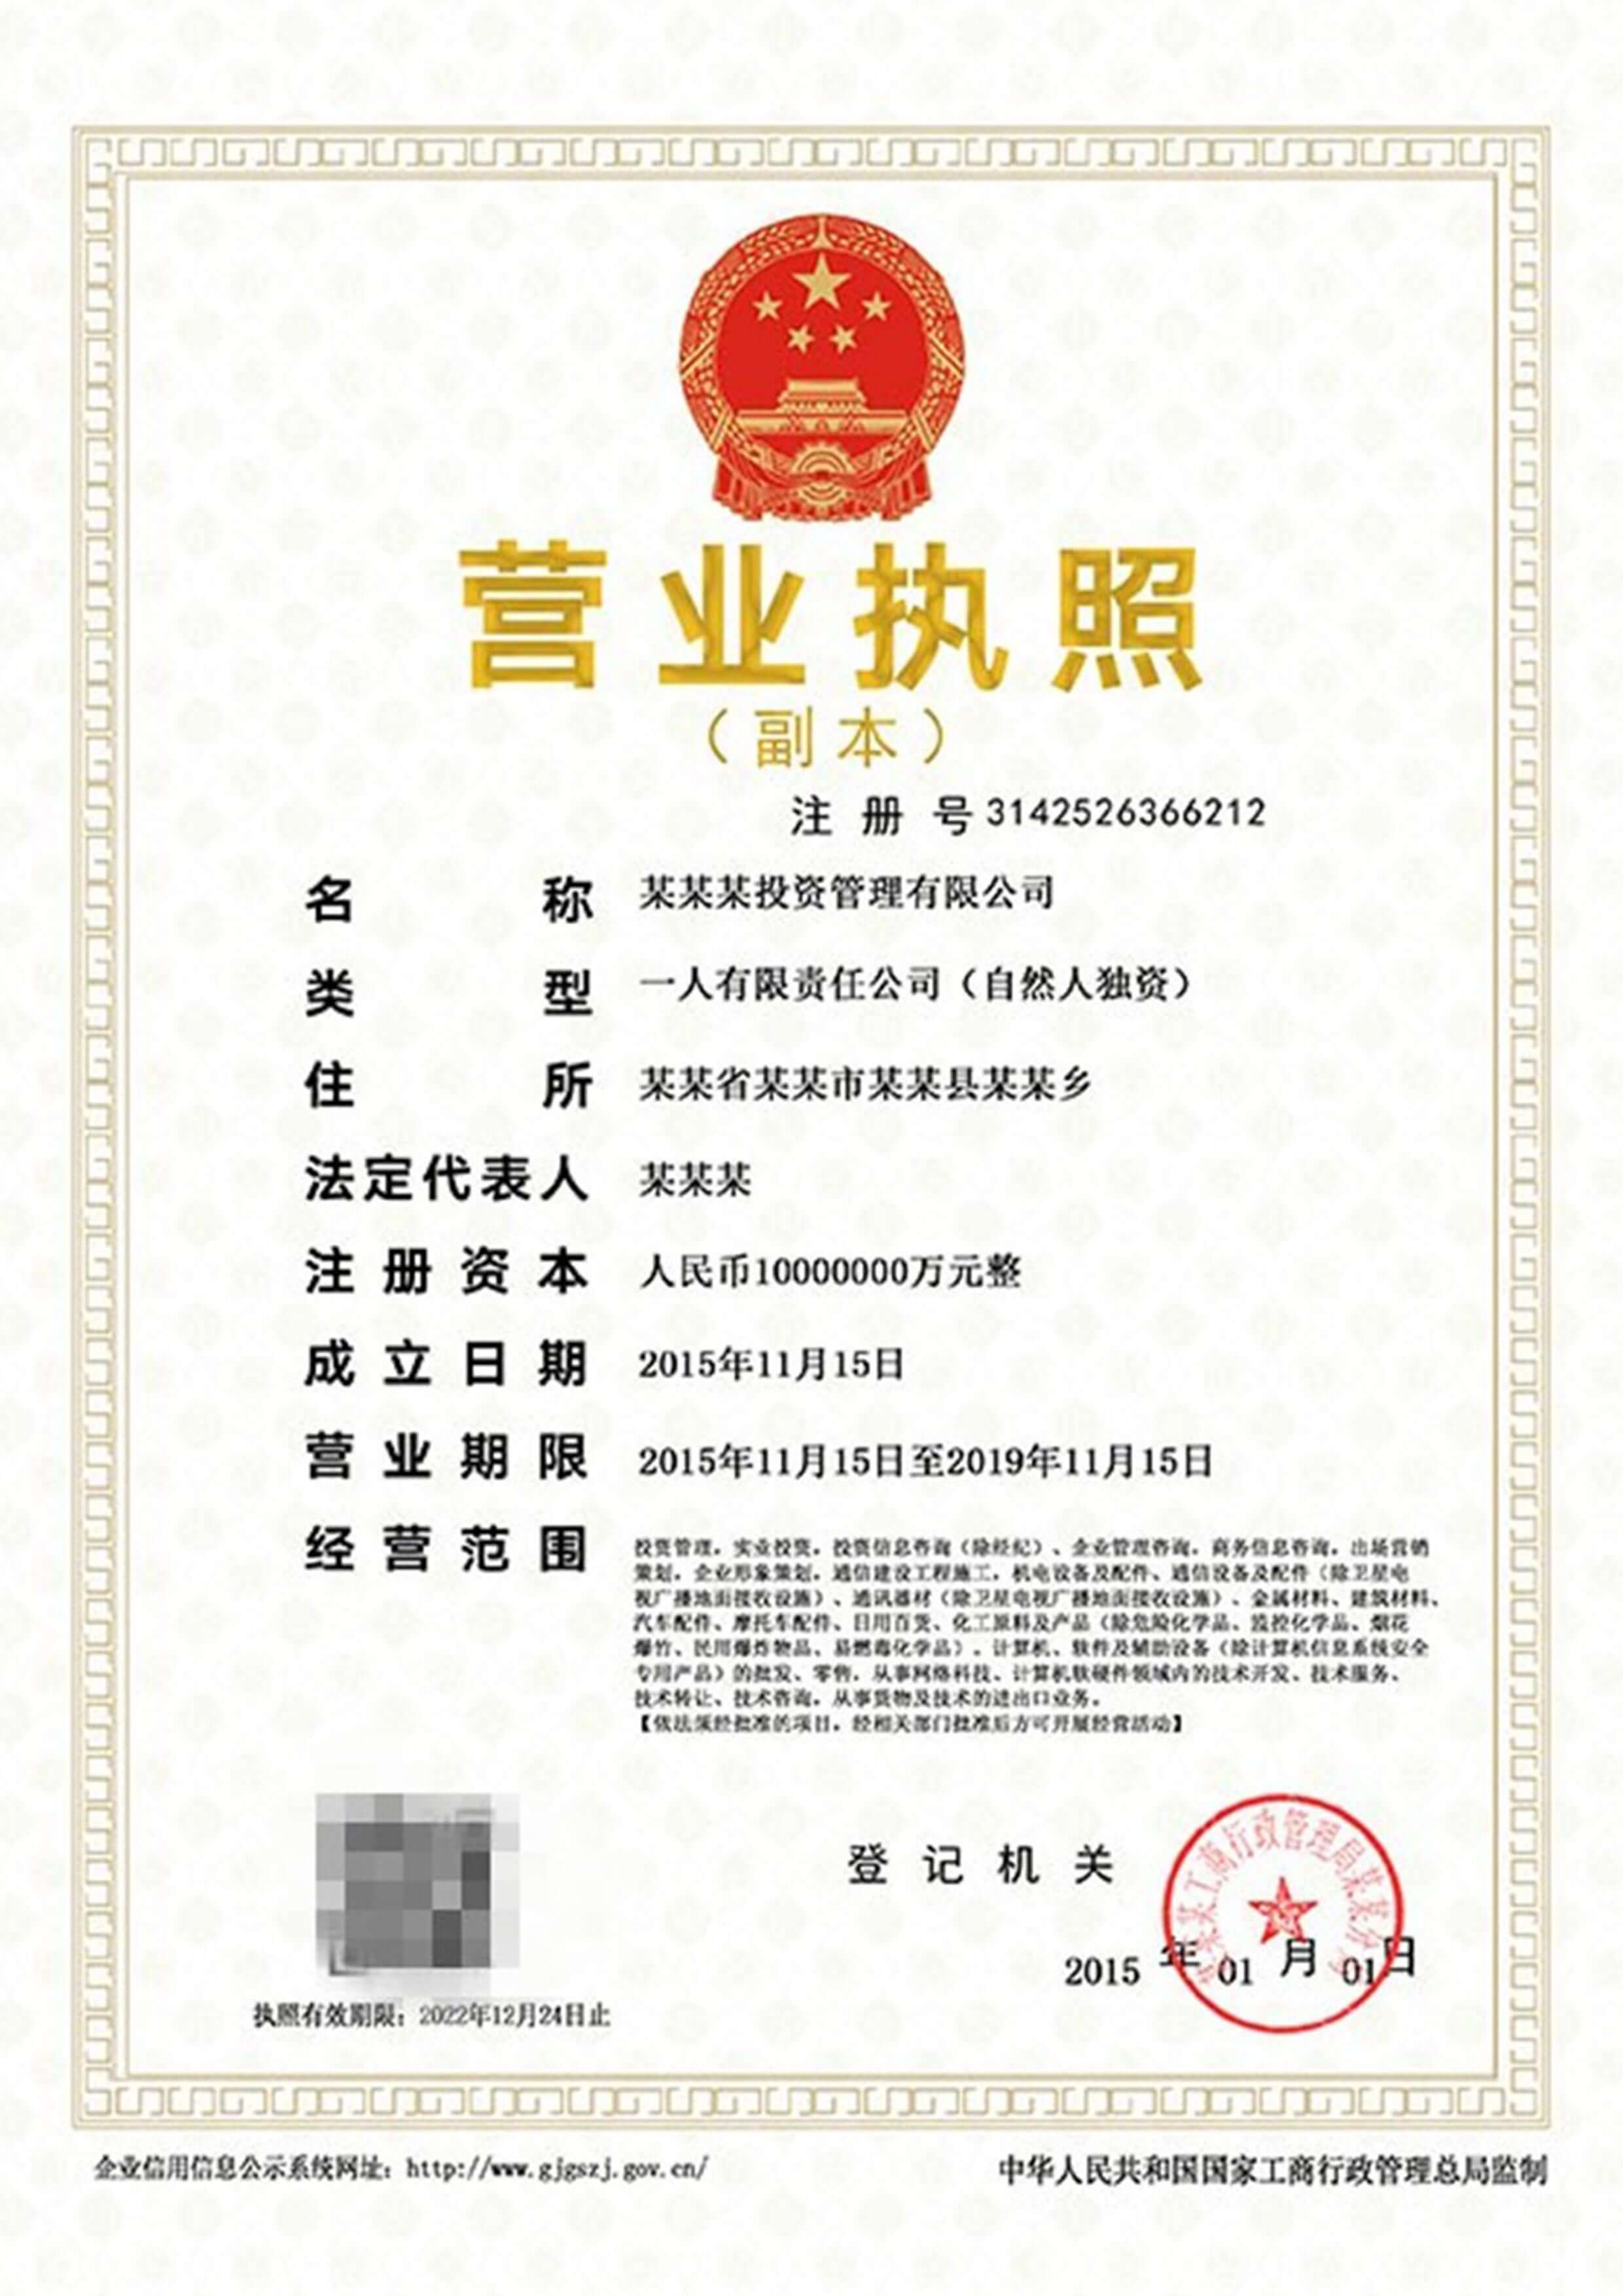 营业执照
（副本）
注册号3142526366212
名称 某某某投资管理有限公司
类型 一人有限责任公司（自然人独资）
住所 某某省某某市某某县某某乡
法定代表人 某某某
注册资本 人民币10000000万元整
成立日期 2015年11月15日
营业期限 2015年11月15日至2019年11月15日
经营范围 投资管理，实业投资，投资信息咨询（除经纪）、企业管理咨询，商务信息咨询，出场营销
策划，企业形象策划，通信建设工程施工，机电设备及配件、通信设备及配件（除卫星电
视广播地面接收设施）、通讯器材（除卫星电视广播地面接收设施）、金属材料、建筑材料、
汽车配件、摩托车配件、日用百货、化工原料及产品（除危险化学品、监控化学品、烟花
爆竹、民用爆炸物品、易燃毒化学品），计算机、软件及辅助设备（除计算机信息系统安全
专用产品）的批发、零售，从事网络科技、计算机软硬件领域内的技术开发、技术服务、
技术转让、技术咨询，从事货物及技术的进出口业务。
【依法须经批准的项目，经相关部门批准后方可开展经营活动】
登记机关
某某工商行政管理局某某分
2015年01月01日
执照有效期限：2022年12月24日止
企业信用信息公示系统网址：http://www.gjgszj.gov.cn/
中华人民共和国国家工商行政管理总局监制